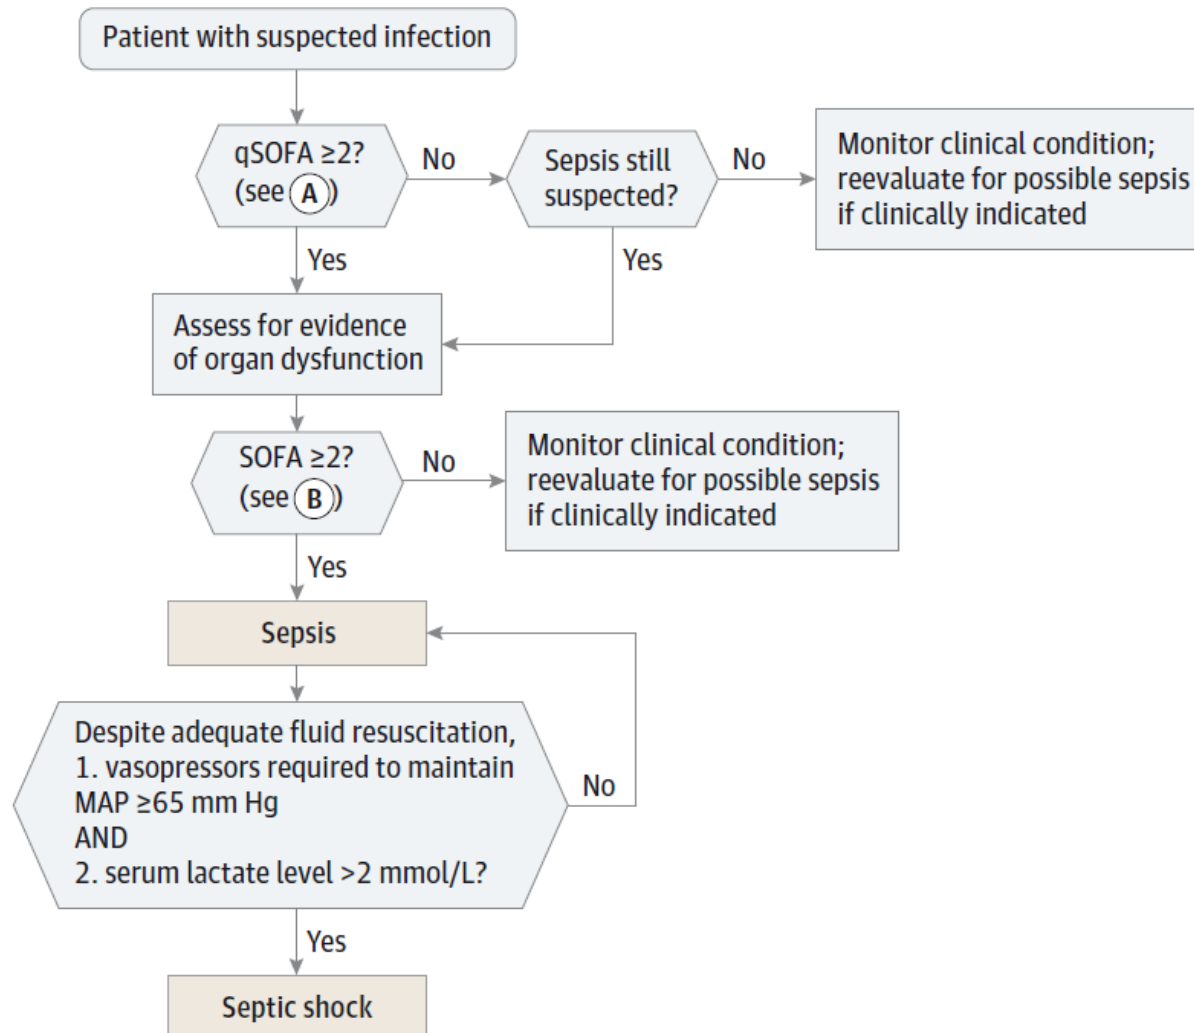 Patient with suspected infection
qSOFA ≥2?
(see A)
No
Sepsis still
suspected?
No
Monitor clinical condition;
reevaluate for possible sepsis
if clinically indicated
Yes
Yes
Assess for evidence
of organ dysfunction
SOFA ≥2?
(see B)
No
Monitor clinical condition;
reevaluate for possible sepsis
if clinically indicated
Yes
Sepsis
Despite adequate fluid resuscitation,
1. vasopressors required to maintain
MAP ≥65 mm Hg
AND
2. serum lactate level >2 mmol/L?
No
Yes
Septic shock